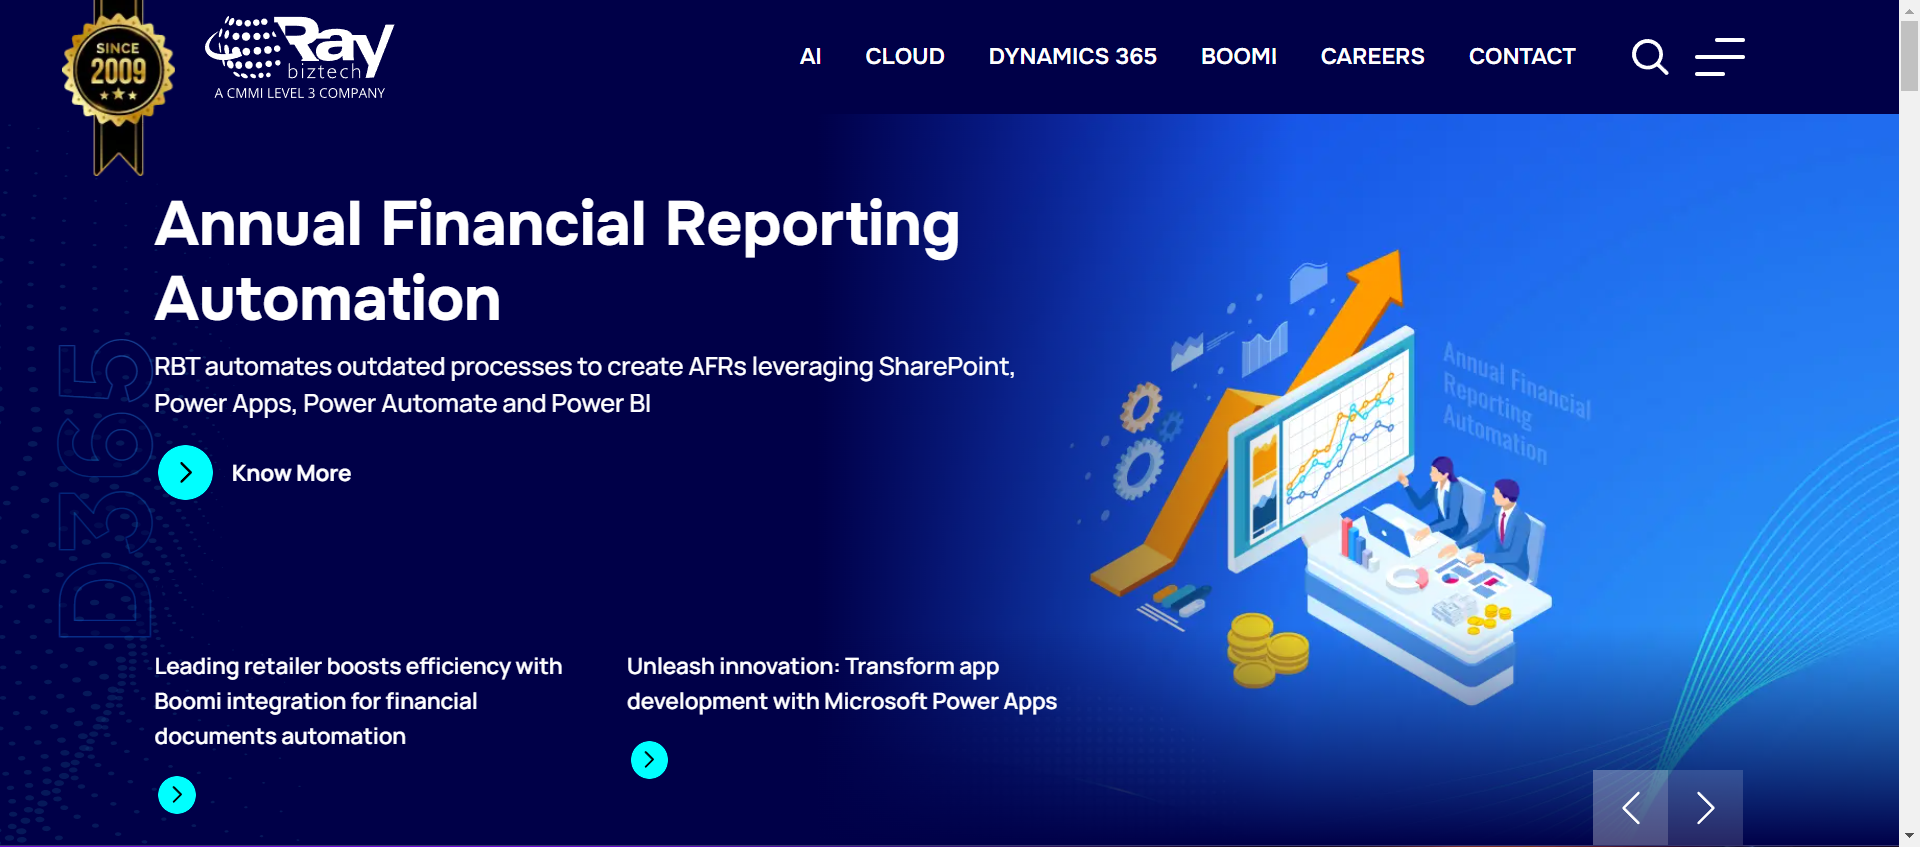 SINCE
2009
Ray
biztech
A CMMI LEVEL 3 COMPANY
AI CLOUD DYNAMICS 365 BOOMI CAREERS CONTACT
Annual Financial Reporting
Automation
RBT automates outdated processes to create AFRs leveraging SharePoint,
Power Apps, Power Automate and Power BI
Know More
D365
Annual Financial
Reporting
Automation
Leading retailer boosts efficiency with
Boomi integration for financial
documents automation
Unleash innovation: Transform app
development with Microsoft Power Apps